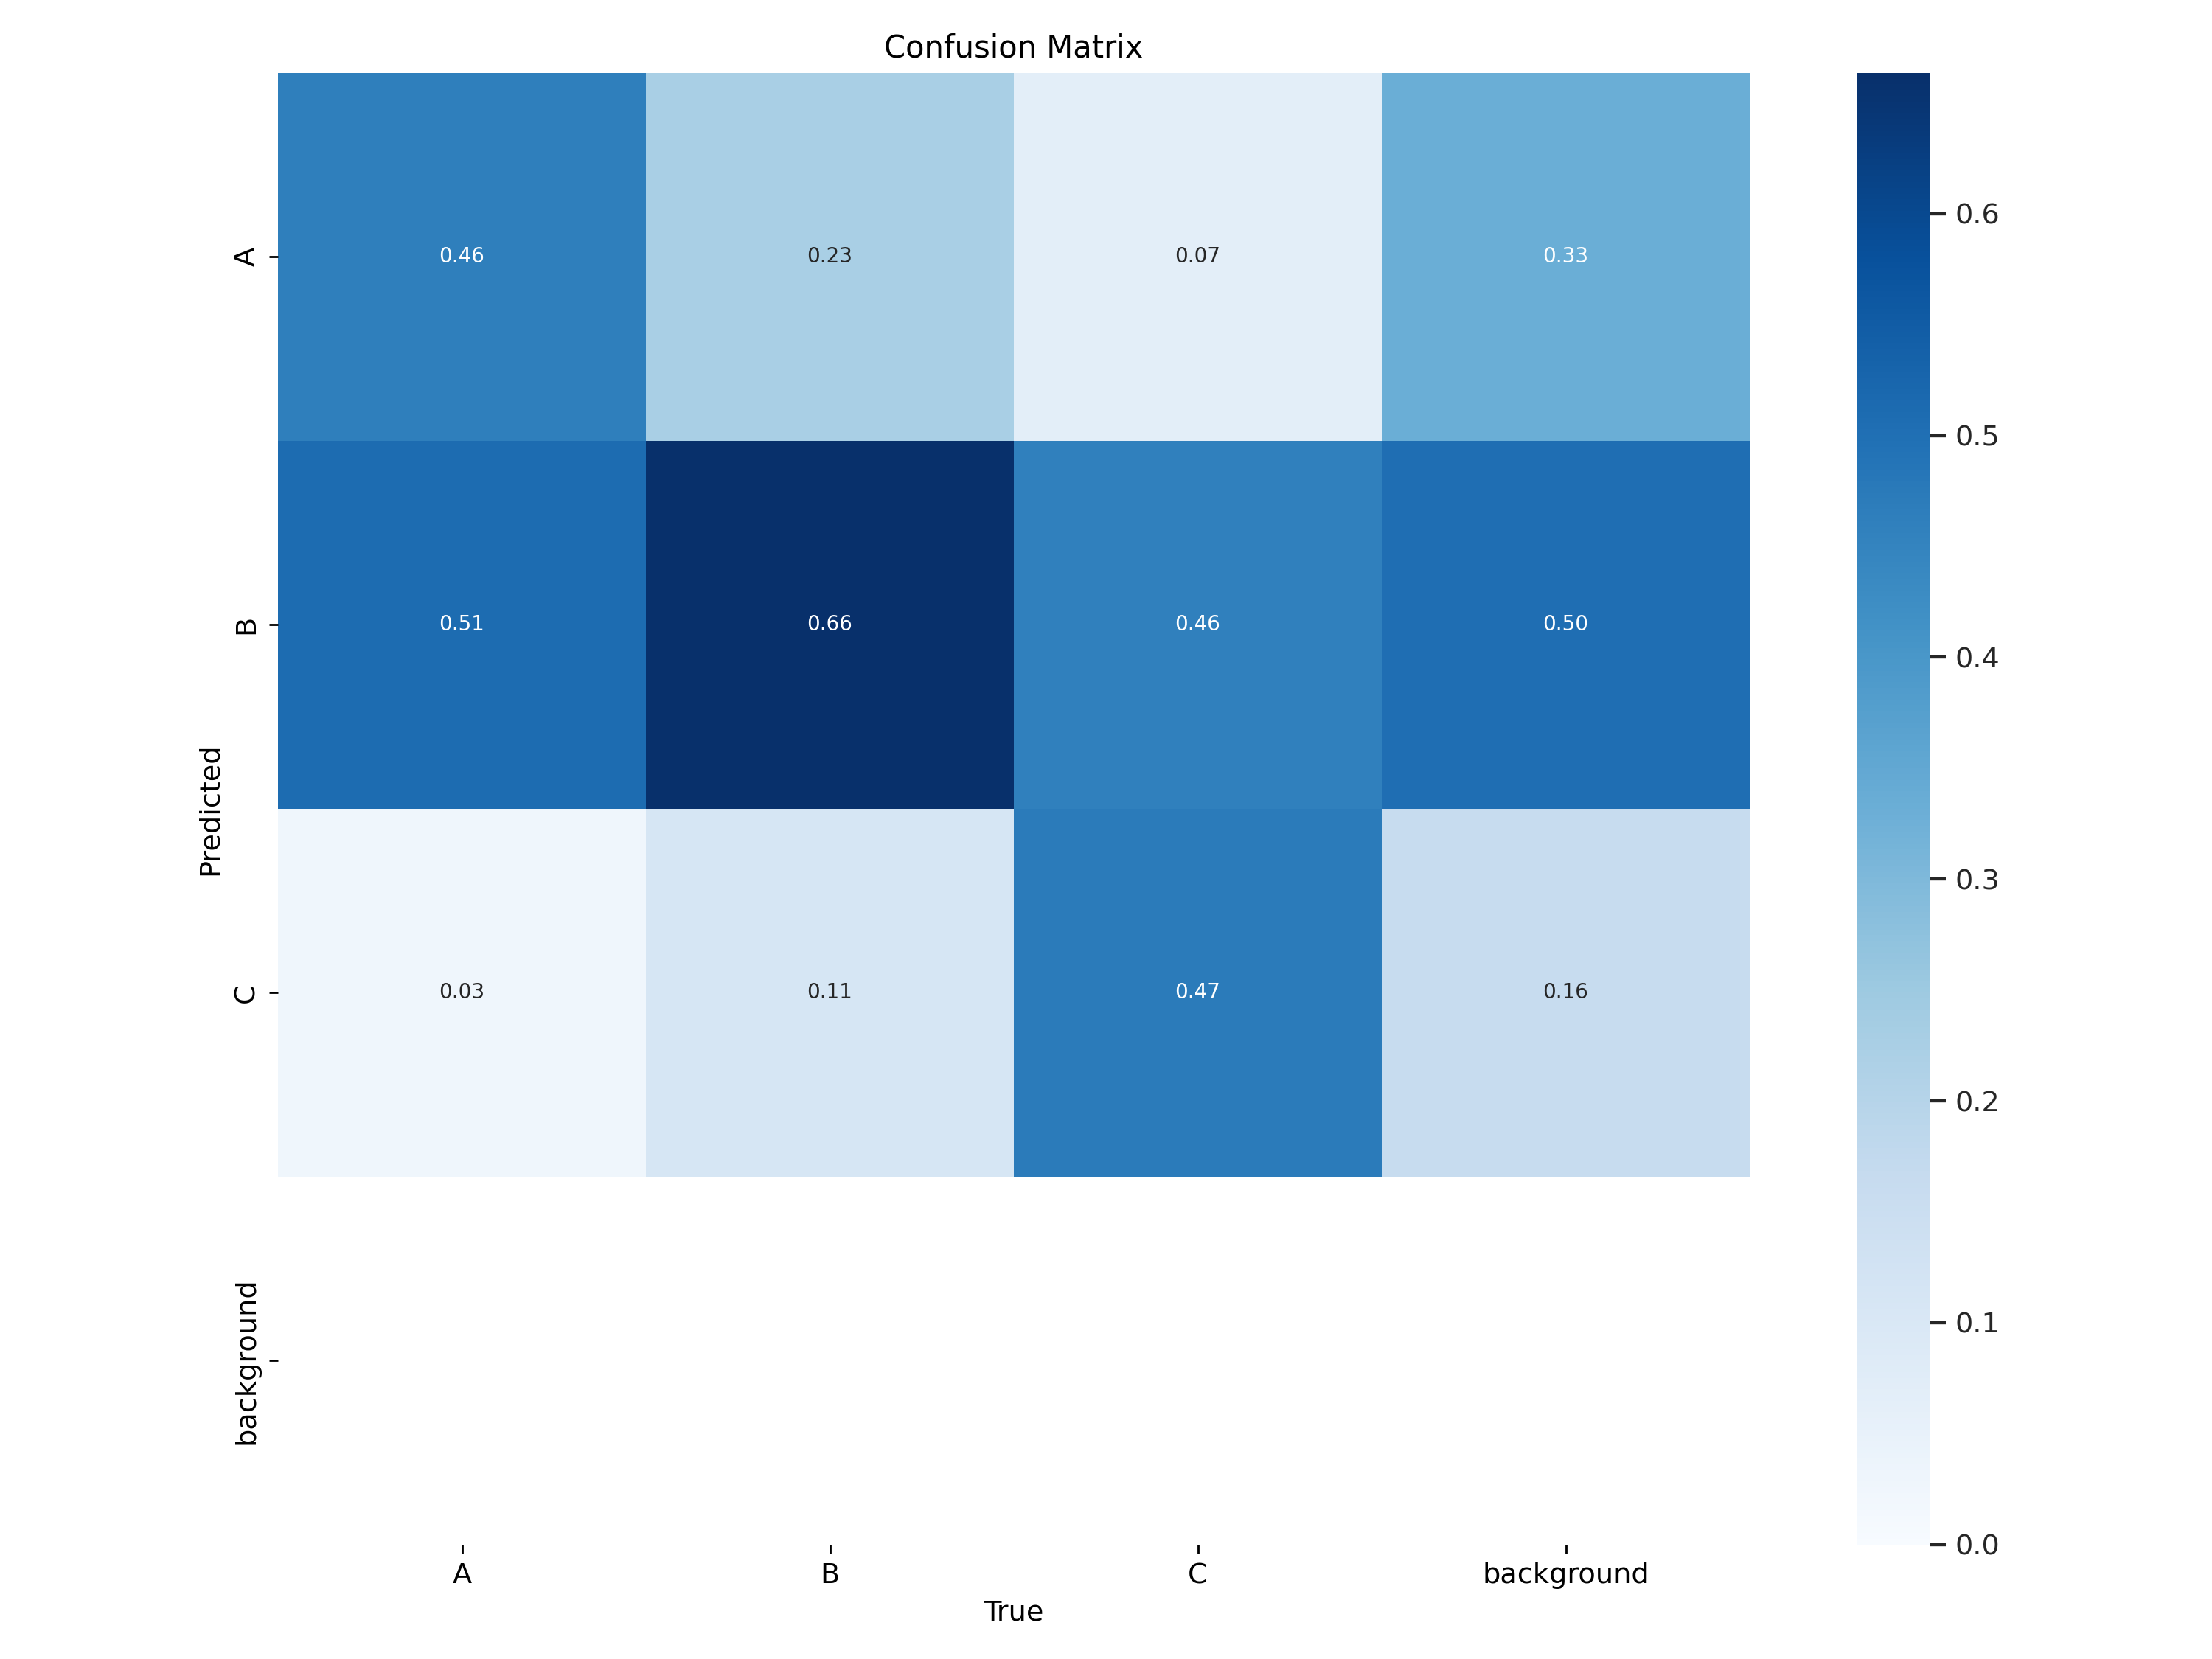 Confusion Matrix
A 0.46 0.23 0.07 0.33
B 0.51 0.66 0.46 0.50
C 0.03 0.11 0.47 0.16
background
Predicted
A B C background
True
0.6
0.5
0.4
0.3
0.2
0.1
0.0